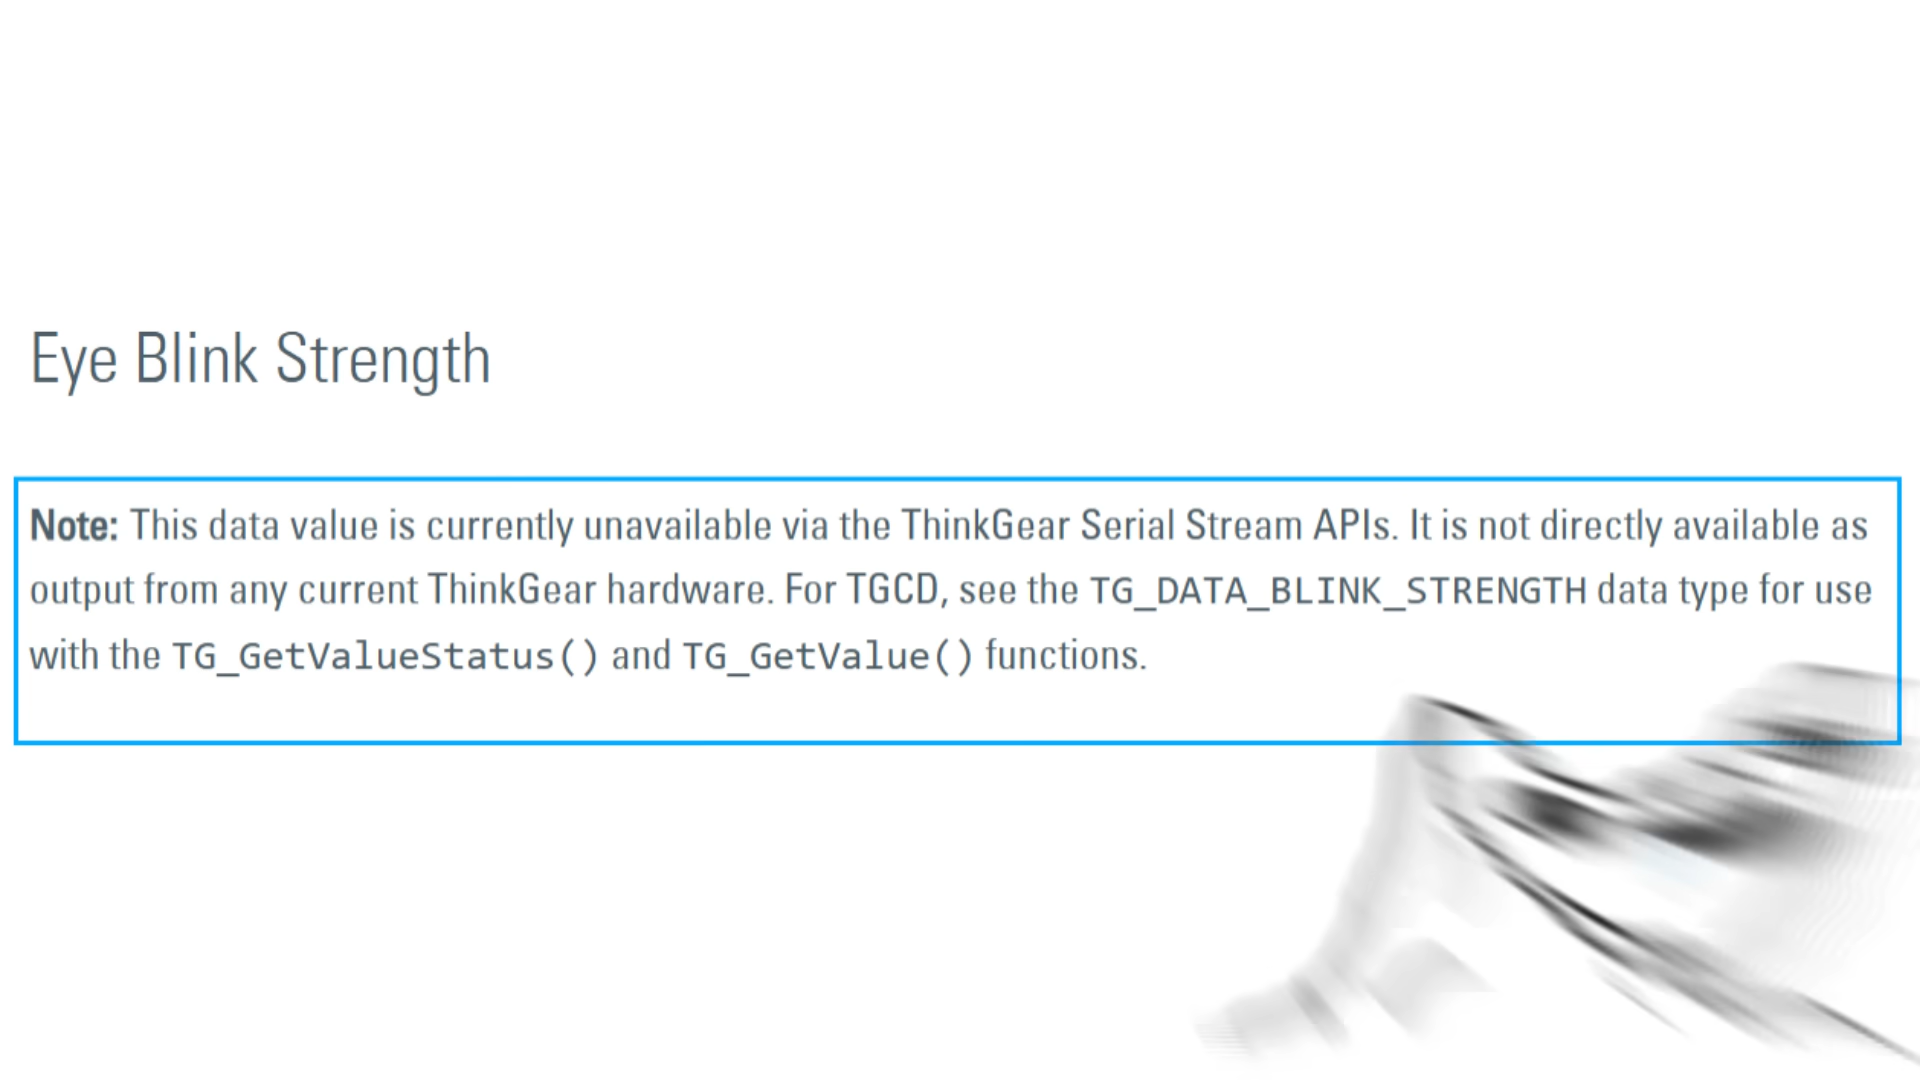 Eye Blink Strength
Note: This data value is currently unavailable via the ThinkGear Serial Stream APIs. It is not directly available as
output from any current ThinkGear hardware. For TGCD, see the TG_DATA_BLINK_STRENGTH data type for use
with the TG_GetValueStatus() and TG_GetValue() functions.